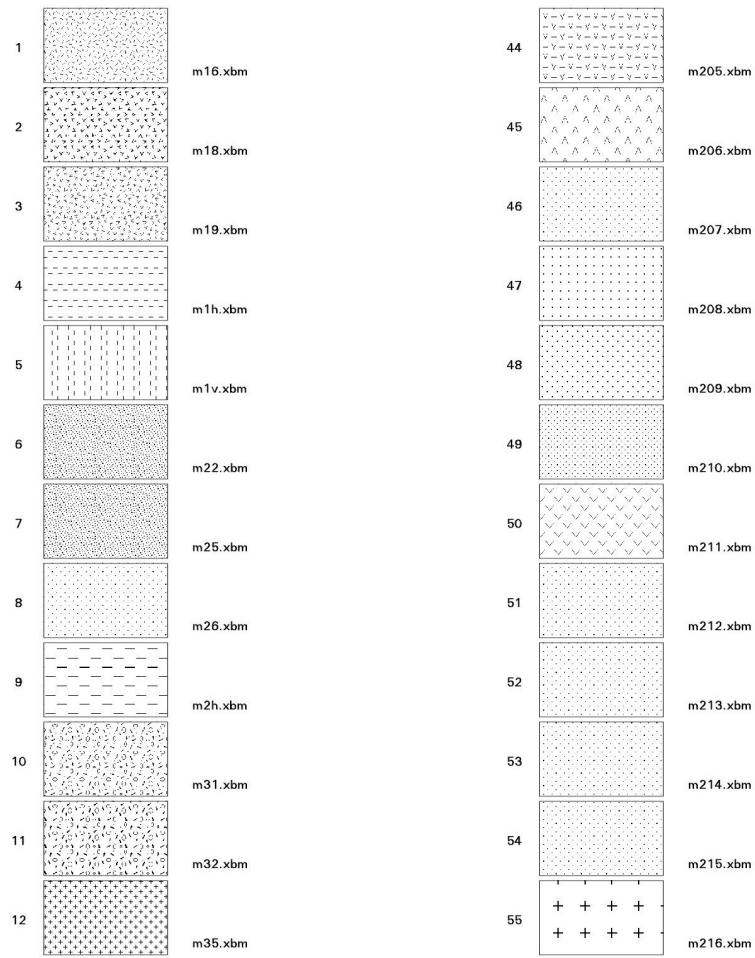 1
m16.xbm
2
m18.xbm
3
m19.xbm
4
m1h.xbm
5
m1v.xbm
6
m22.xbm
7
m25.xbm
8
m26.xbm
9
m2h.xbm
10
m31.xbm
11
m32.xbm
12
m35.xbm
44
m205.xbm
45
m206.xbm
46
m207.xbm
47
m208.xbm
48
m209.xbm
49
m210.xbm
50
m211.xbm
51
m212.xbm
52
m213.xbm
53
m214.xbm
54
m215.xbm
55
m216.xbm